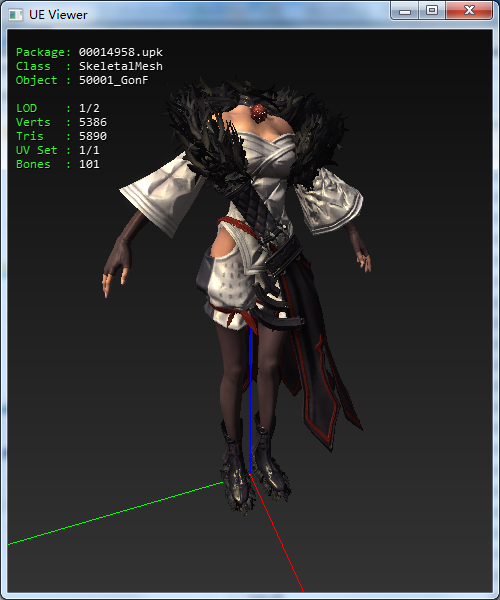 UE Viewer
Package: 00014958.upk
Class  : SkeletalMesh
Object : 50001_GonF
LOD    : 1/2
Verts  : 5386
Tris   : 5890
UV Set : 1/1
Bones  : 101